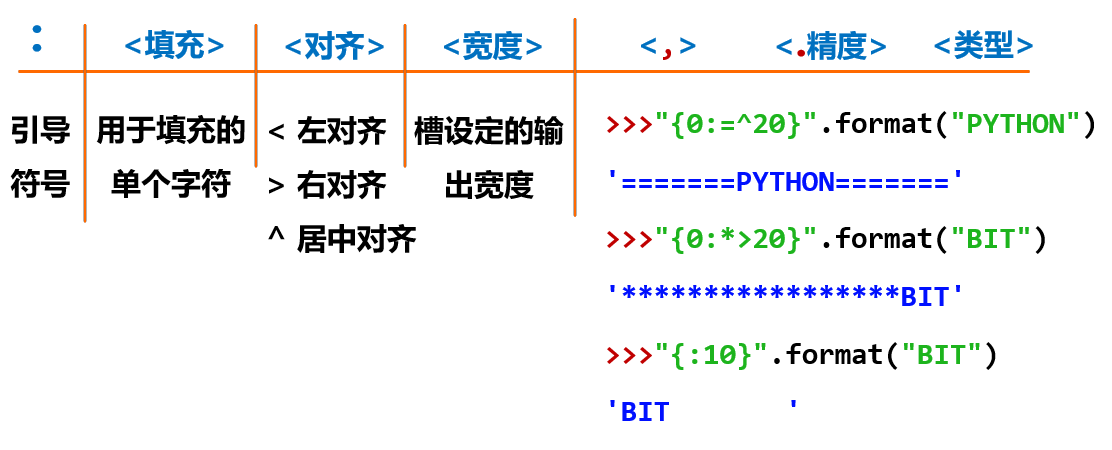 : <填充> <对齐> <宽度> <,> <.精度> <类型>
引导 用于填充的 < 左对齐 槽设定的输 >>>"{0:=^20}".format("PYTHON")
符号 单个字符 > 右对齐 出宽度 '=======PYTHON======='
^ 居中对齐 >>>"{0:*>20}".format("BIT")
'*****************BIT'
>>>"{:10}".format("BIT")
'BIT       '